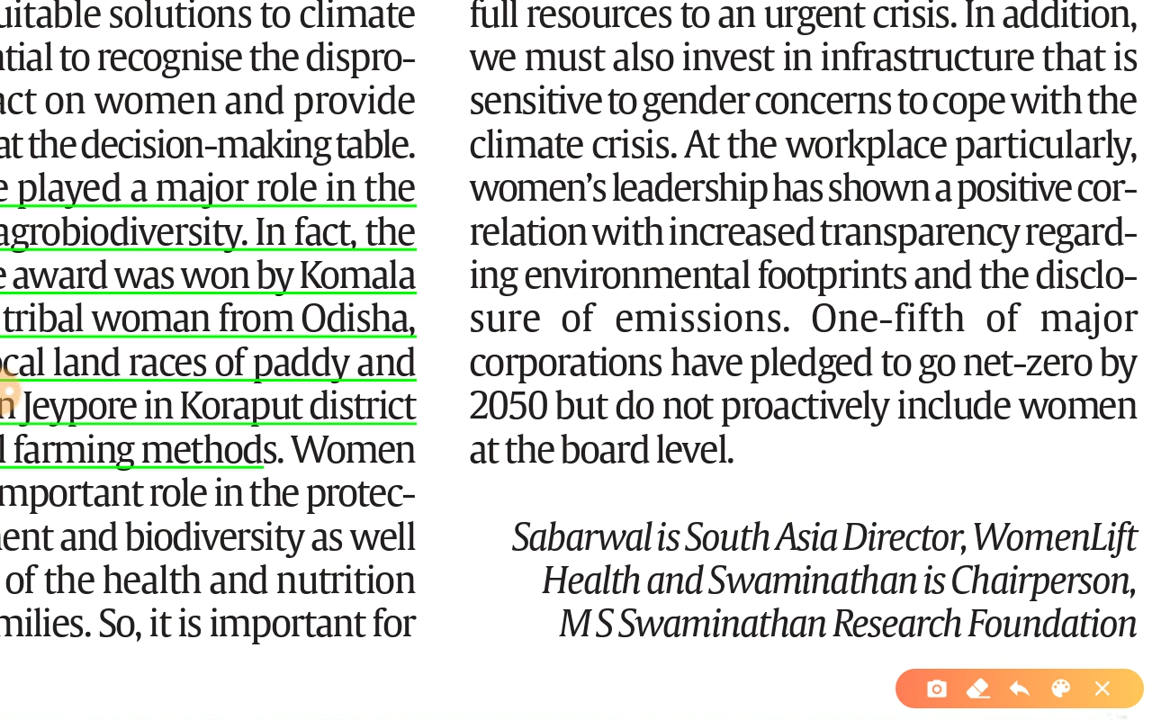 uitable solutions to climate
ntial to recognise the dispro-
act on women and provide
at the decision-making table.
e played a major role in the
agrobiodiversity. In fact, the
e award was won by Komala
tribal woman from Odisha,
ocal land races of paddy and
n Jeypore in Koraput district
l farming methods. Women
mportant role in the protec-
ent and biodiversity as well
of the health and nutrition
milies. So, it is important for
full resources to an urgent crisis. In addition,
we must also invest in infrastructure that is
sensitive to gender concerns to cope with the
climate crisis. At the workplace particularly,
women’s leadership has shown a positive cor-
relation with increased transparency regard-
ing environmental footprints and the disclo-
sure of emissions. One-fifth of major
corporations have pledged to go net-zero by
2050 but do not proactively include women
at the board level.
Sabarwal is South Asia Director, WomenLift
Health and Swaminathan is Chairperson,
M S Swaminathan Research Foundation